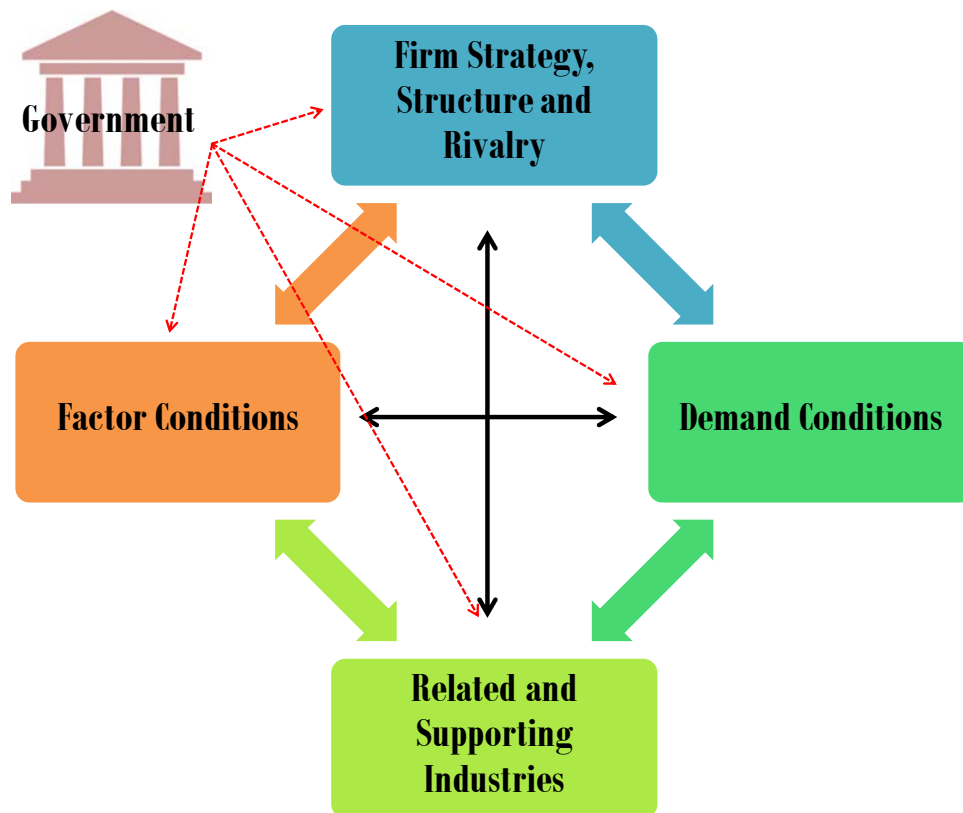 Government
Firm Strategy,
Structure and
Rivalry
Factor Conditions
Demand Conditions
Related and
Supporting
Industries